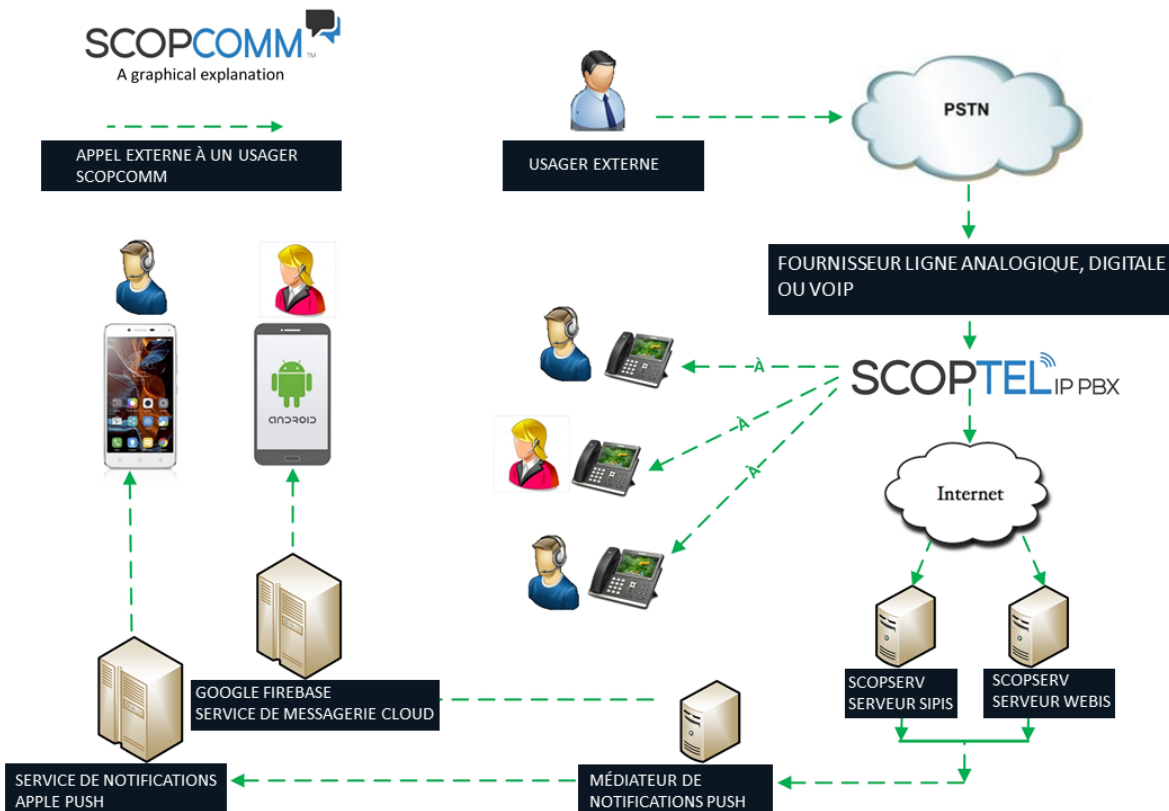 SCOPCOMM™
A graphical explanation
APPEL EXTERNE À UN USAGER
SCOPCOMM
USAGER EXTERNE
PSTN
FOURNISSEUR LIGNE ANALOGIQUE, DIGITALE
OU VOIP
SCOPTEL IP PBX
À
À
À
ANDROID
Internet
SCOPSERV
SERVEUR SIPIS
SCOPSERV
SERVEUR WEBIS
GOOGLE FIREBASE
SERVICE DE MESSAGERIE CLOUD
SERVICE DE NOTIFICATIONS
APPLE PUSH
MÉDIATEUR DE
NOTIFICATIONS PUSH